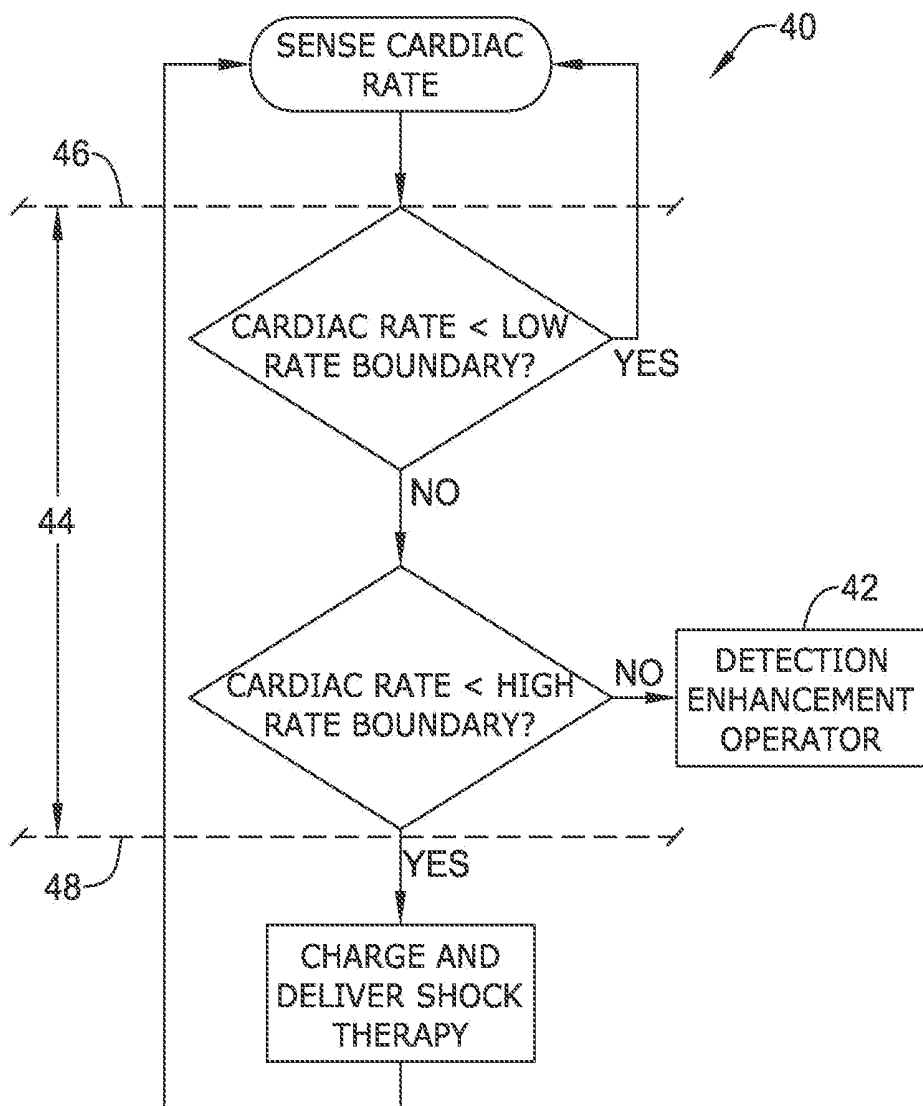 SENSE CARDIAC
RATE
40
46
CARDIAC RATE < LOW
RATE BOUNDARY?
YES
NO
44
42
CARDIAC RATE < HIGH
RATE BOUNDARY?
NO
DETECTION
ENHANCEMENT
OPERATOR
48
YES
CHARGE AND
DELIVER SHOCK
THERAPY